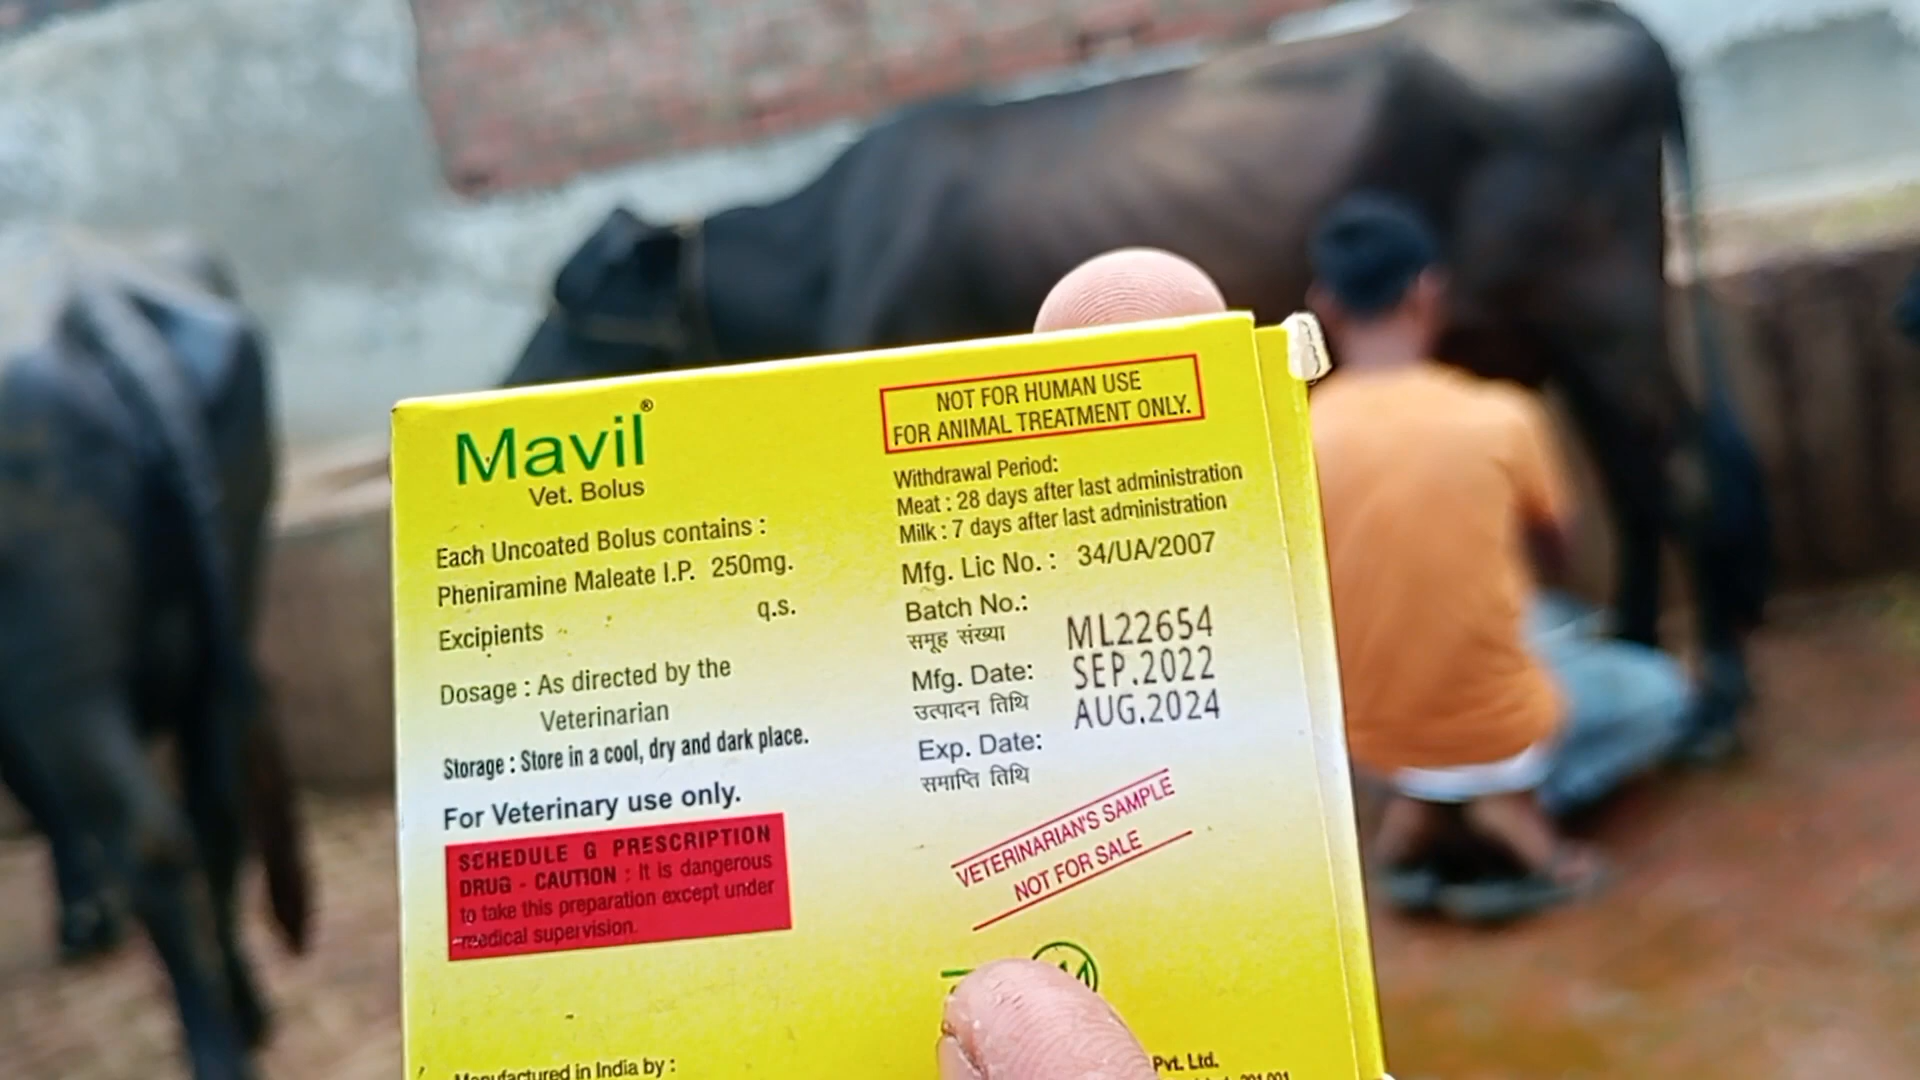 Mavil®
Vet. Bolus
Each Uncoated Bolus contains :
Pheniramine Maleate I.P. 250mg.
Excipients q.s.
Dosage : As directed by the
Veterinarian
Storage : Store in a cool, dry and dark place.
For Veterinary use only.
SCHEDULE G PRESCRIPTION
DRUG - CAUTION : It is dangerous
to take this preparation except under
medical supervision.
Manufactured in India by :
NOT FOR HUMAN USE
FOR ANIMAL TREATMENT ONLY.
Withdrawal Period:
Meat : 28 days after last administration
Milk : 7 days after last administration
Mfg. Lic No. : 34/UA/2007
Batch No.: ML22654
समूह संख्या
Mfg. Date: SEP.2022
उत्पादन तिथि
Exp. Date: AUG.2024
समाप्ति तिथि
VETERINARIAN'S SAMPLE
NOT FOR SALE
Pvt. Ltd.